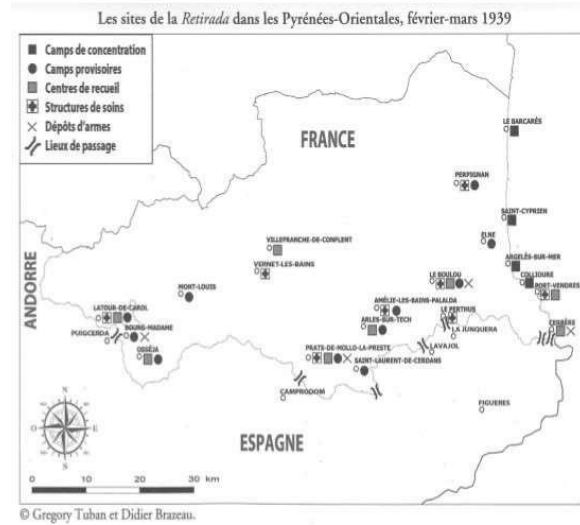 Les sites de la Retirada dans les Pyrénées-Orientales, février-mars 1939
Camps de concentration
Camps provisoires
Centres de recueil
Structures de soins
Dépôts d'armes
Lieux de passage
FRANCE
LE BARCARÈS
PERPIGNAN
SAINT-CYPRIEN
ELNE
VILLEFRANCHE-DE-CONFLENT
VERNET-LES-BAINS
ARGELÈS-SUR-MER
LE BOULOU
COLLIOURE
PORT-VENDRES
MONT-LOUIS
ANDORRE
LATOUR-DE-CAROL
AMÉLIE-LES-BAINS-PALALDA
LE PERTHUS
ARLES-SUR-TECH
CERBÈRE
BOURG-MADAME
PUIGCERDA
LA JUNQUERA
OSSÉJA
PRATS-DE-MOLLO-LA-PRESTE
LAVAJOL
SAINT-LAURENT-DE-CERDANS
CAMPRODOM
FIGUERES
N
O
E
S
ESPAGNE
0 10 20 30 km
© Gregory Tuban et Didier Brazeau.